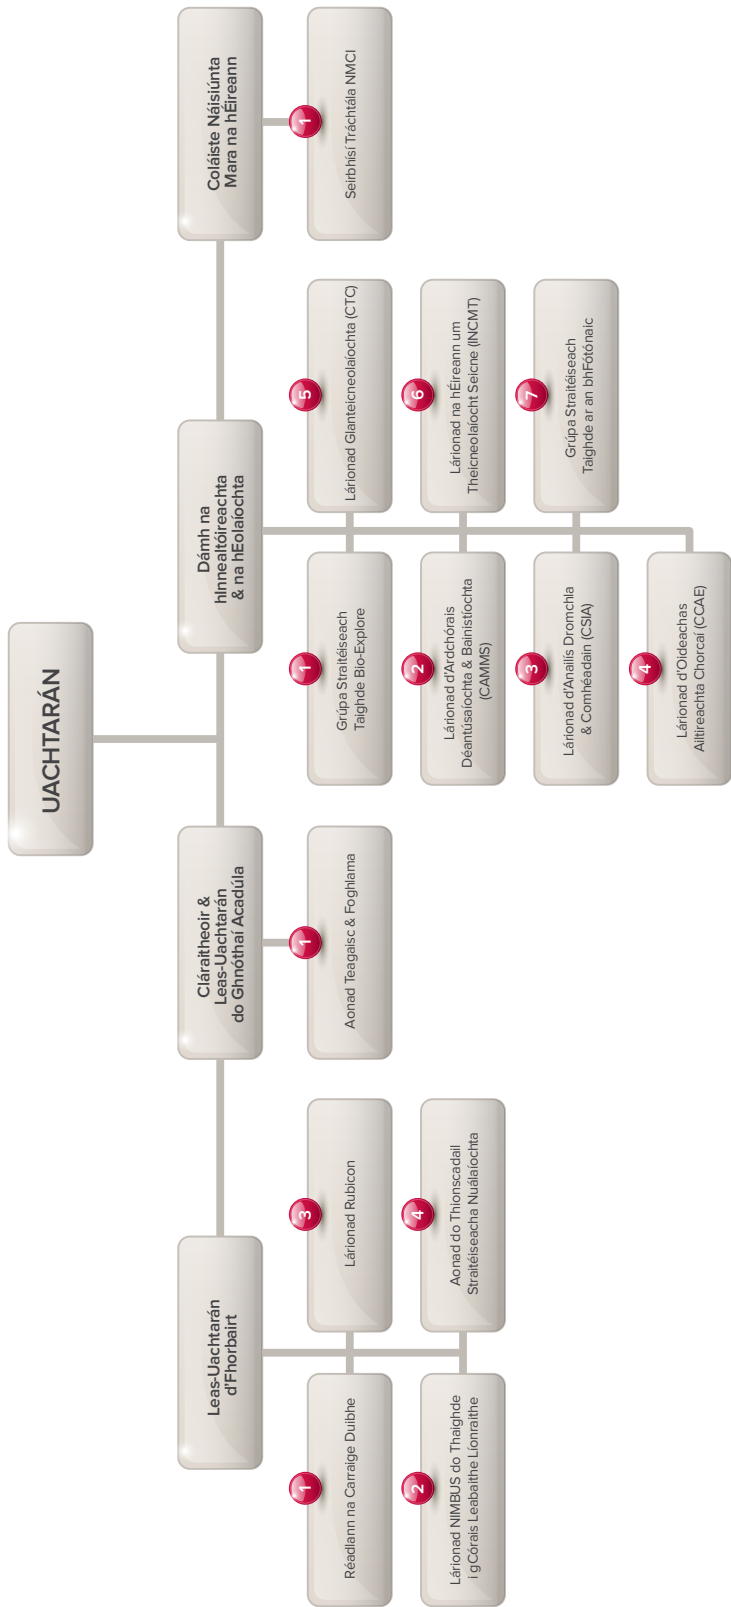 UACHTARÁN
Leas-Uachtarán
d'Fhorbairt
1
Réadlann na Carraige Duibhe
2
Lárionad NIMBUS do Thaighde
i gCórais Leabaithe Líonraithe
3
Lárionad Rubicon
4
Aonad do Thionscadail
Straitéiseacha Nuálaíochta
Cláraitheoir &
Leas-Uachtarán
do Ghnóthaí Acadúla
1
Aonad Teagaisc & Foghlama
Dámh na
hInnealtóireachta
& na hEolaíochta
1
Grúpa Straitéiseach
Taighde Bio-Explore
2
Lárionad d'Ardchórais
Déantúsaíochta & Bainistíochta
(CAMMS)
3
Lárionad d'Anailís Dromchla
& Comhéadain (CSIA)
4
Lárionad d'Oideachas
Ailtireachta Chorcaí (CCAE)
5
Lárionad Glanteicneolaíochta (CTC)
6
Lárionad na hÉireann um
Theicneolaíocht Seicne (INCMT)
7
Grúpa Straitéiseach
Taighde ar an bhFótónaic
Coláiste Náisiúnta
Mara na hÉireann
1
Seirbhísí Tráchtála NMCI